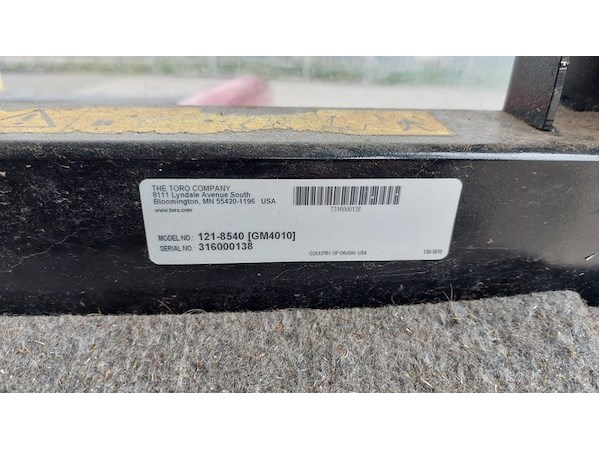 THE TORO COMPANY
8111 Lyndale Avenue South
Bloomington, MN 55420-1196 USA
www.toro.com
7316000138
MODEL NO.: 121-8540 [GM4010]
SERIAL NO.: 316000138
COUNTRY OF ORIGIN: USA